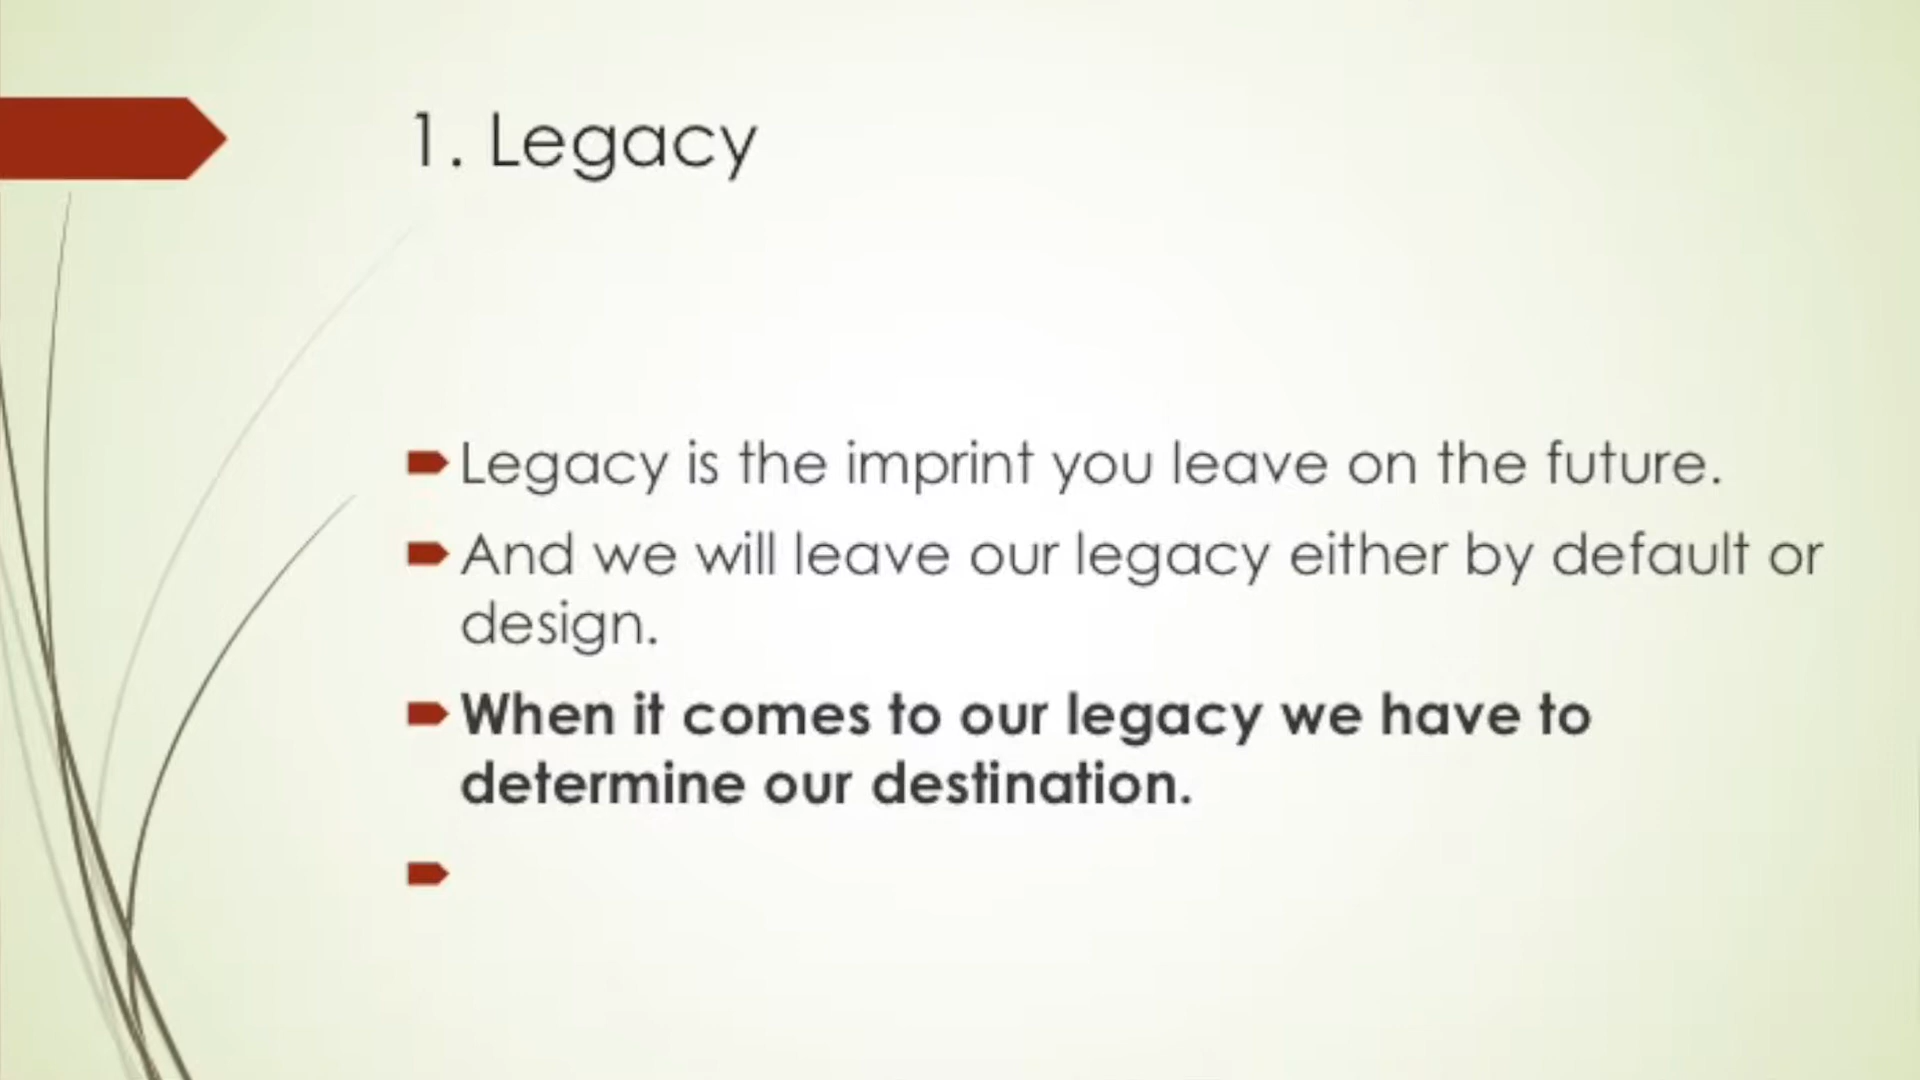 1. Legacy
Legacy is the imprint you leave on the future.
And we will leave our legacy either by default or
design.
When it comes to our legacy we have to
determine our destination.